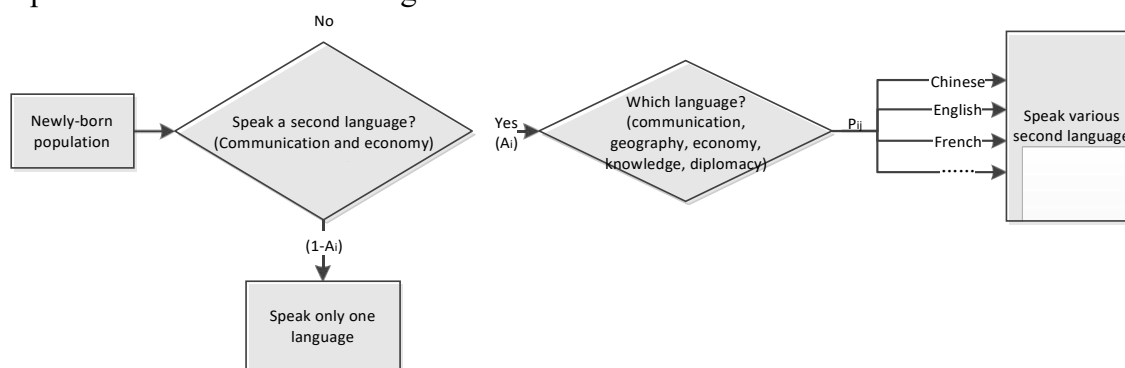 No
Newly-born
population
Speak a second language?
(Communication and economy)
(1-Ai)
Speak only one
language
Yes
(Ai)
Which language?
(communication,
geography, economy,
knowledge, diplomacy)
Pij
Chinese
English
French
······
Speak various
second language